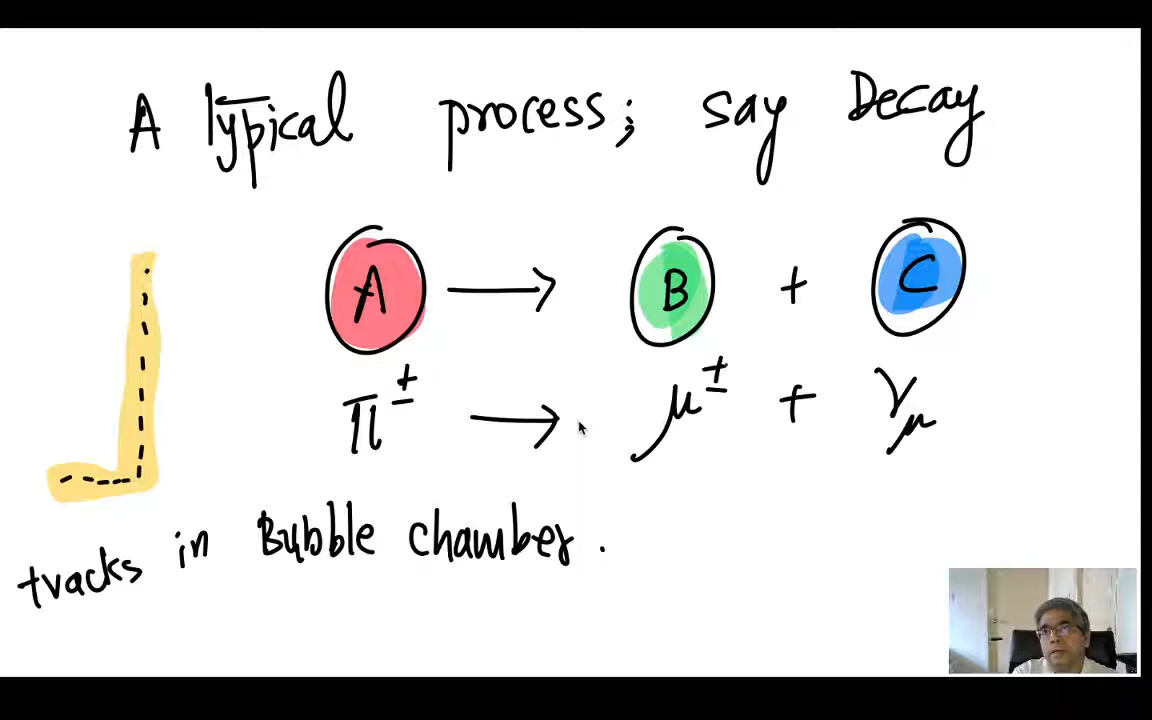 A Typical process; say Decay
A → B + C
π± → μ± + νμ
tracks in Bubble chamber.